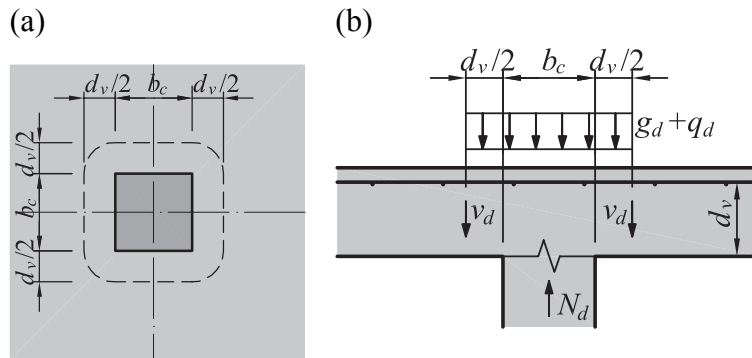 (a)
(b)
d_v/2 b_c d_v/2
d_v/2
b_c
d_v/2
d_v/2 b_c d_v/2
g_d+q_d
v_d
v_d
d_v
N_d